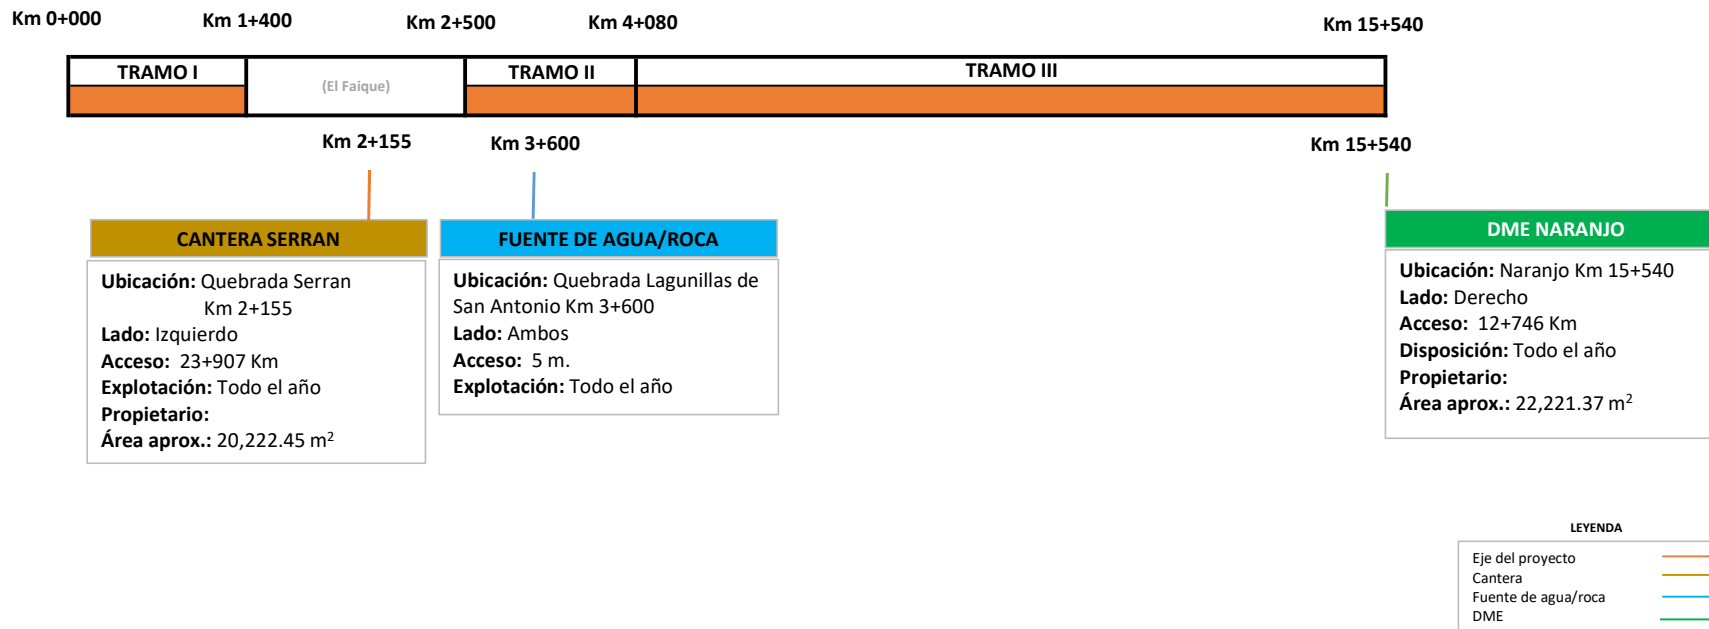 Km 0+000
Km 1+400
Km 2+500
Km 4+080
Km 15+540
TRAMO I
(El Faique)
TRAMO II
TRAMO III
Km 2+155
Km 3+600
Km 15+540
CANTERA SERRAN
Ubicación: Quebrada Serran
Km 2+155
Lado: Izquierdo
Acceso: 23+907 Km
Explotación: Todo el año
Propietario:
Área aprox.: 20,222.45 m²
FUENTE DE AGUA/ROCA
Ubicación: Quebrada Lagunillas de
San Antonio Km 3+600
Lado: Ambos
Acceso: 5 m.
Explotación: Todo el año
DME NARANJO
Ubicación: Naranjo Km 15+540
Lado: Derecho
Acceso: 12+746 Km
Disposición: Todo el año
Propietario:
Área aprox.: 22,221.37 m²
LEYENDA
Eje del proyecto
Cantera
Fuente de agua/roca
DME